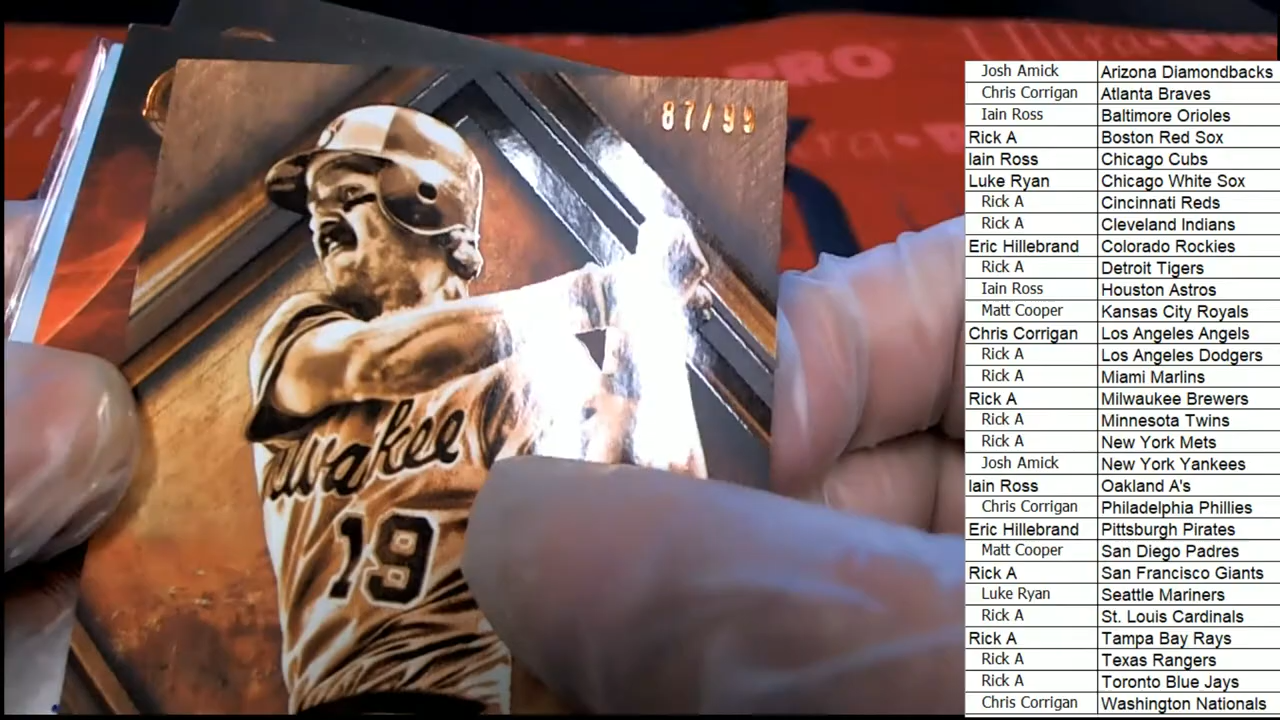 Ultra·PRO
87/99
Milwaukee
19
Josh Amick Arizona Diamondbacks
Chris Corrigan Atlanta Braves
Iain Ross Baltimore Orioles
Rick A Boston Red Sox
Iain Ross Chicago Cubs
Luke Ryan Chicago White Sox
Rick A Cincinnati Reds
Rick A Cleveland Indians
Eric Hillebrand Colorado Rockies
Rick A Detroit Tigers
Iain Ross Houston Astros
Matt Cooper Kansas City Royals
Chris Corrigan Los Angeles Angels
Rick A Los Angeles Dodgers
Rick A Miami Marlins
Rick A Milwaukee Brewers
Rick A Minnesota Twins
Rick A New York Mets
Josh Amick New York Yankees
Iain Ross Oakland A's
Chris Corrigan Philadelphia Phillies
Eric Hillebrand Pittsburgh Pirates
Matt Cooper San Diego Padres
Rick A San Francisco Giants
Luke Ryan Seattle Mariners
Rick A St. Louis Cardinals
Rick A Tampa Bay Rays
Rick A Texas Rangers
Rick A Toronto Blue Jays
Chris Corrigan Washington Nationals